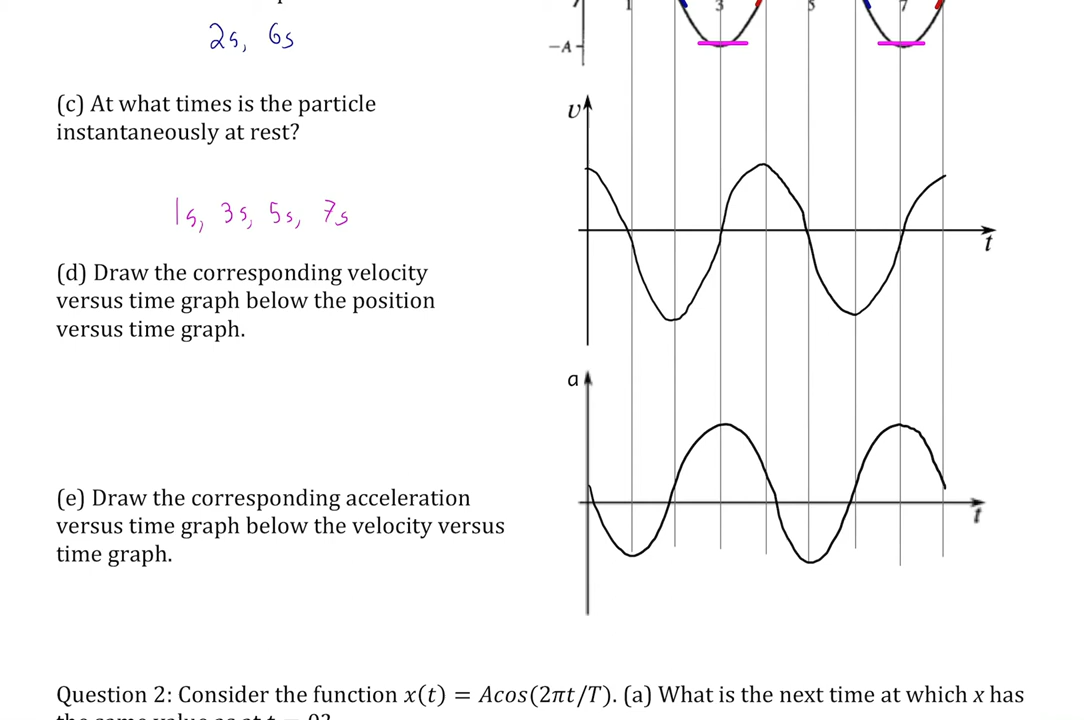 1 3 5 7
2s, 6s
−A
(c) At what times is the particle
instantaneously at rest?
v
1s, 3s, 5s, 7s
t
(d) Draw the corresponding velocity
versus time graph below the position
versus time graph.
a
(e) Draw the corresponding acceleration
versus time graph below the velocity versus
time graph.
t
Question 2: Consider the function x(t) = Acos(2πt/T). (a) What is the next time at which x has